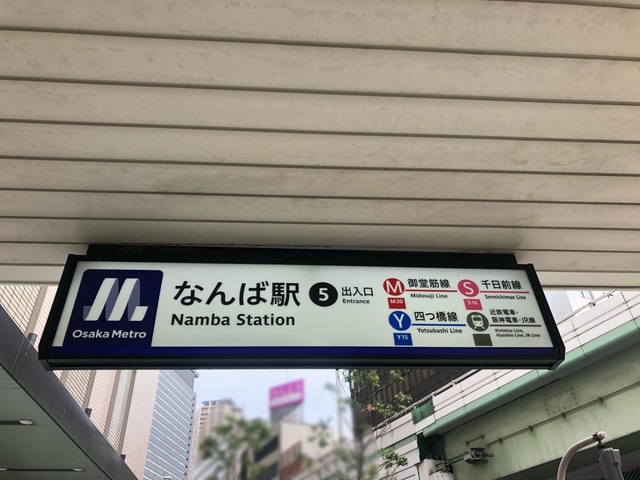 Osaka Metro
なんば駅
Namba Station
5
出入口
Entrance
M
M20
御堂筋線
Midosuji Line
S
S16
千日前線
Sennichimae Line
Y
Y15
四つ橋線
Yotsubashi Line
近鉄電車・
阪神電車・JR線
Kintetsu Line,
Hanshin Line, JR Line